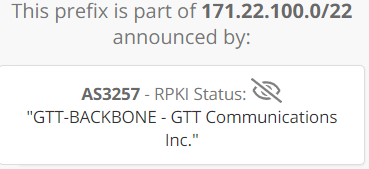 This prefix is part of 171.22.100.0/22
announced by:
AS3257 - RPKI Status:
"GTT-BACKBONE - GTT Communications
Inc."